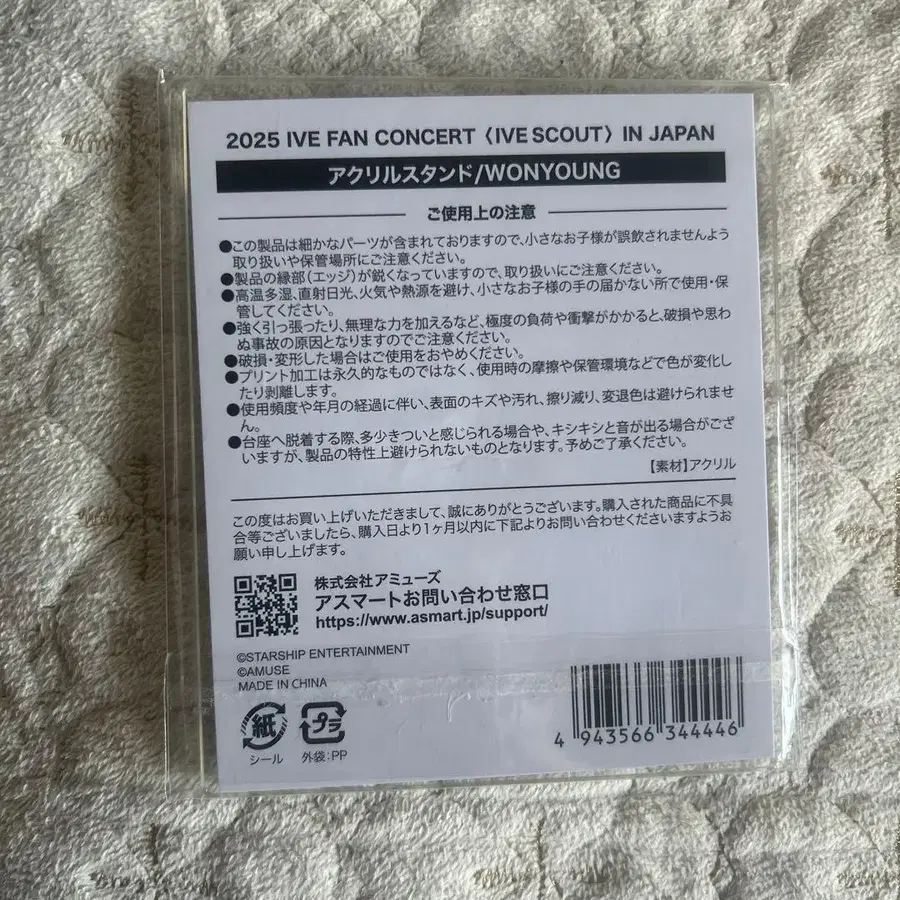 2025 IVE FAN CONCERT 〈IVE SCOUT〉 IN JAPAN
アクリルスタンド/WONYOUNG
ご使用上の注意
●この製品は細かなパーツが含まれておりますので、小さなお子様が誤飲されませんよう
取り扱いや保管場所にご注意ください。
●製品の縁部(エッジ)が鋭くなっていますので、取り扱いにご注意ください。
●高温多湿、直射日光、火気や熱源を避け、小さなお子様の手の届かない所で使用・保
管してください。
●強く引っ張ったり、無理な力を加えるなど、極度の負荷や衝撃がかかると、破損や思わ
ぬ事故の原因となりますのでご注意ください。
●破損・変形した場合はご使用をおやめください。
●プリント加工は永久的なものではなく、使用時の摩擦や保管環境などで色が変化し
たり剥離します。
●使用頻度や年月の経過に伴い、表面のキズや汚れ、擦り減り、変退色は避けられませ
ん。
●台座へ脱着する際、多少きついと感じられる場合や、キシキシと音が出る場合がござ
いますが、製品の特性上避けられないものとなります。予めご了承ください。
【素材】アクリル
この度はお買い上げいただきまして、誠にありがとうございます。購入された商品に不具
合等ございましたら、購入日より1ヶ月以内に下記よりお問い合わせくださいますようお
願い申し上げます。
株式会社アミューズ
アスマートお問い合わせ窓口
https://www.asmart.jp/support/
©STARSHIP ENTERTAINMENT
©AMUSE
MADE IN CHINA
紙
プラ
シール
外袋:PP
4 943566 344446